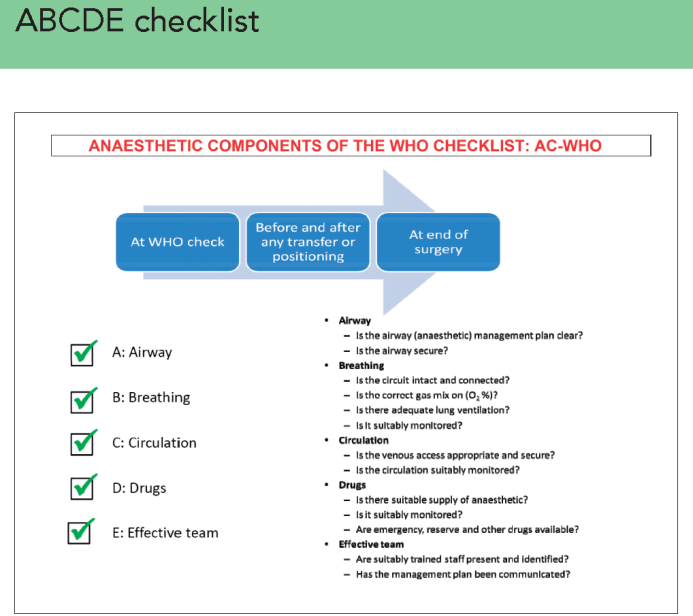 ABCDE checklist
ANAESTHETIC COMPONENTS OF THE WHO CHECKLIST: AC-WHO
At WHO check
Before and after
any transfer or
positioning
At end of
surgery
A: Airway
B: Breathing
C: Circulation
D: Drugs
E: Effective team
• Airway
– Is the airway (anaesthetic) management plan clear?
– Is the airway secure?
• Breathing
– Is the circuit intact and connected?
– Is the correct gas mix on (O₂ %)?
– Is there adequate lung ventilation?
– Is it suitably monitored?
• Circulation
– Is the venous access appropriate and secure?
– Is the circulation suitably monitored?
• Drugs
– Is there suitable supply of anaesthetic?
– Is it suitably monitored?
– Are emergency, reserve and other drugs available?
• Effective team
– Are suitably trained staff present and identified?
– Has the management plan been communicated?